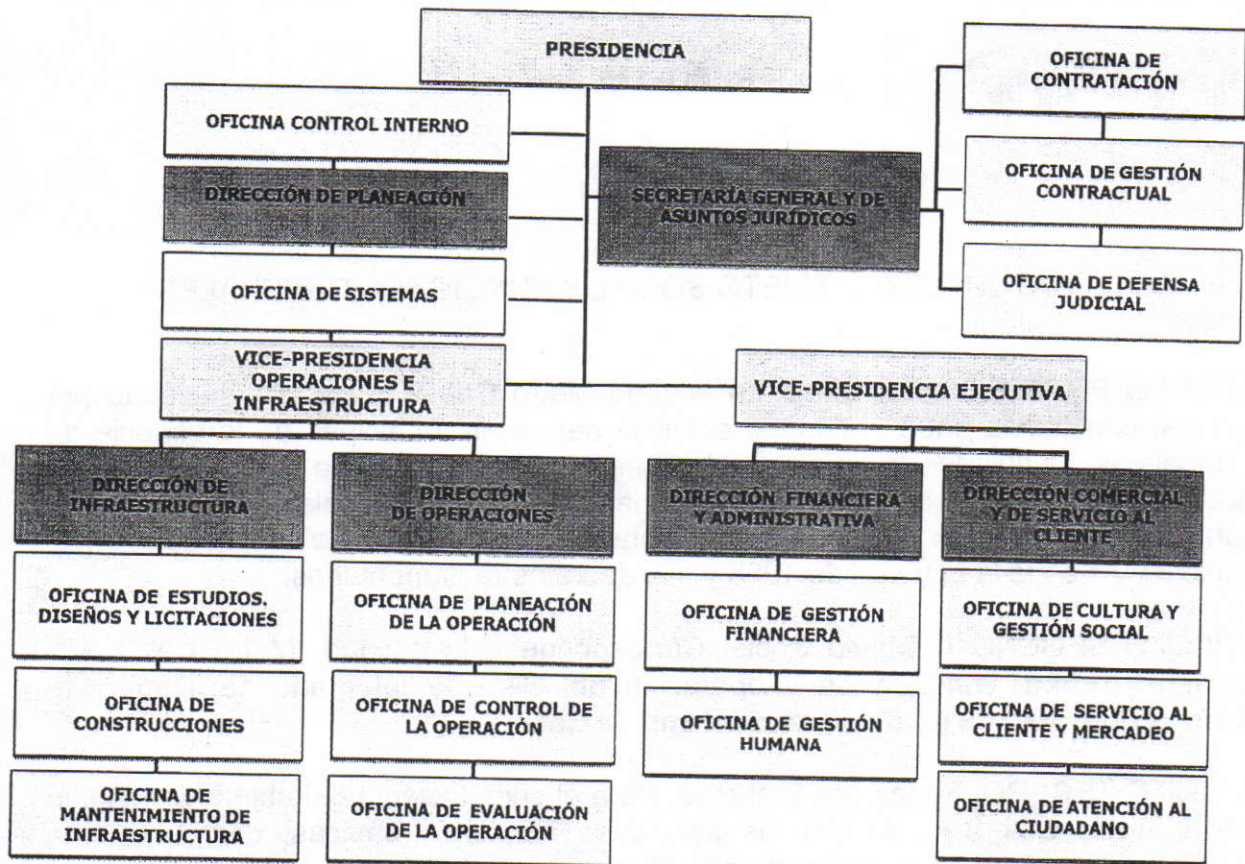 PRESIDENCIA
OFICINA CONTROL INTERNO
DIRECCIÓN DE PLANEACIÓN
OFICINA DE SISTEMAS
VICE-PRESIDENCIA
OPERACIONES E
INFRAESTRUCTURA
SECRETARÍA GENERAL Y DE
ASUNTOS JURÍDICOS
OFICINA DE
CONTRATACIÓN
OFICINA DE GESTIÓN
CONTRACTUAL
OFICINA DE DEFENSA
JUDICIAL
VICE-PRESIDENCIA EJECUTIVA
DIRECCIÓN DE
INFRAESTRUCTURA
OFICINA DE ESTUDIOS,
DISEÑOS Y LICITACIONES
OFICINA DE
CONSTRUCCIONES
OFICINA DE
MANTENIMIENTO DE
INFRAESTRUCTURA
DIRECCIÓN
DE OPERACIONES
OFICINA DE PLANEACIÓN
DE LA OPERACIÓN
OFICINA DE CONTROL DE
LA OPERACIÓN
OFICINA DE EVALUACIÓN
DE LA OPERACIÓN
DIRECCIÓN FINANCIERA
Y ADMINISTRATIVA
OFICINA DE GESTIÓN
FINANCIERA
OFICINA DE GESTIÓN
HUMANA
DIRECCIÓN COMERCIAL
Y DE SERVICIO AL
CLIENTE
OFICINA DE CULTURA Y
GESTIÓN SOCIAL
OFICINA DE SERVICIO AL
CLIENTE Y MERCADEO
OFICINA DE ATENCIÓN AL
CIUDADANO